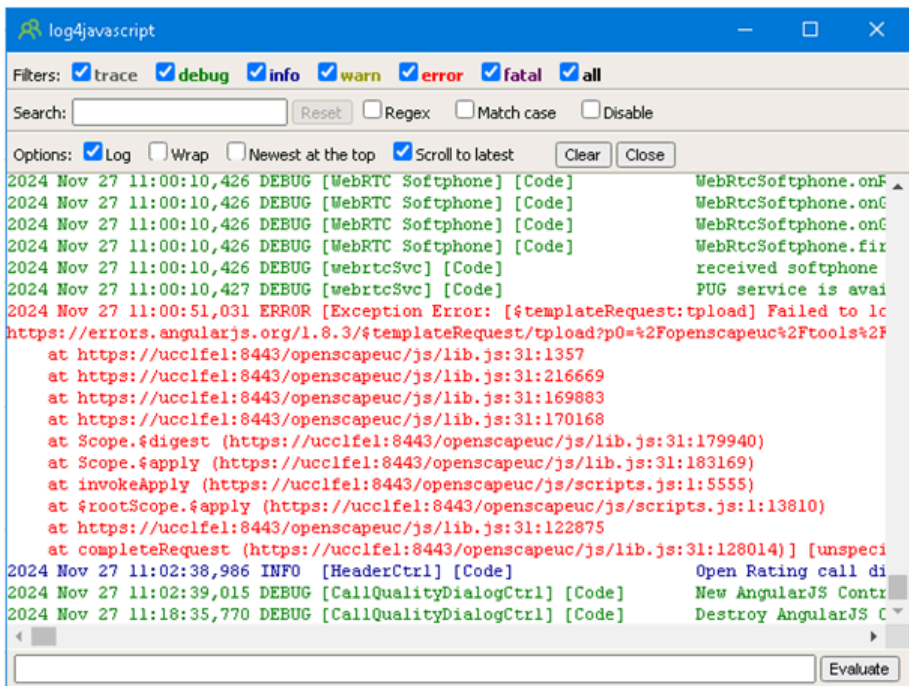 log4javascript
Filters: trace debug info warn error fatal all
Search: Reset Regex Match case Disable
Options: Log Wrap Newest at the top Scroll to latest Clear Close
2024 Nov 27 11:00:10,426 DEBUG [WebRTC Softphone] [Code] WebRtcSoftphone.onR
2024 Nov 27 11:00:10,426 DEBUG [WebRTC Softphone] [Code] WebRtcSoftphone.onG
2024 Nov 27 11:00:10,426 DEBUG [WebRTC Softphone] [Code] WebRtcSoftphone.onG
2024 Nov 27 11:00:10,426 DEBUG [WebRTC Softphone] [Code] WebRtcSoftphone.fir
2024 Nov 27 11:00:10,426 DEBUG [webrtcSvc] [Code] received softphone
2024 Nov 27 11:00:10,427 DEBUG [webrtcSvc] [Code] PUG service is avai
2024 Nov 27 11:00:51,031 ERROR [Exception Error: [$templateRequest:tpload] Failed to lo
https://errors.angularjs.org/1.8.3/$templateRequest/tpload?p0=%2Fopenscapeuc%2Ftools%2F
at https://ucclfe1:8443/openscapeuc/js/lib.js:31:1357
at https://ucclfe1:8443/openscapeuc/js/lib.js:31:216669
at https://ucclfe1:8443/openscapeuc/js/lib.js:31:169883
at https://ucclfe1:8443/openscapeuc/js/lib.js:31:170168
at Scope.$digest (https://ucclfe1:8443/openscapeuc/js/lib.js:31:179940)
at Scope.$apply (https://ucclfe1:8443/openscapeuc/js/lib.js:31:183169)
at invokeApply (https://ucclfe1:8443/openscapeuc/js/scripts.js:1:5555)
at $rootScope.$apply (https://ucclfe1:8443/openscapeuc/js/scripts.js:1:13810)
at https://ucclfe1:8443/openscapeuc/js/lib.js:31:122875
at completeRequest (https://ucclfe1:8443/openscapeuc/js/lib.js:31:128014)] [unspeci
2024 Nov 27 11:02:38,986 INFO [HeaderCtrl] [Code] Open Rating call di
2024 Nov 27 11:02:39,015 DEBUG [CallQualityDialogCtrl] [Code] New AngularJS Contr
2024 Nov 27 11:18:35,770 DEBUG [CallQualityDialogCtrl] [Code] Destroy AngularJS C
Evaluate